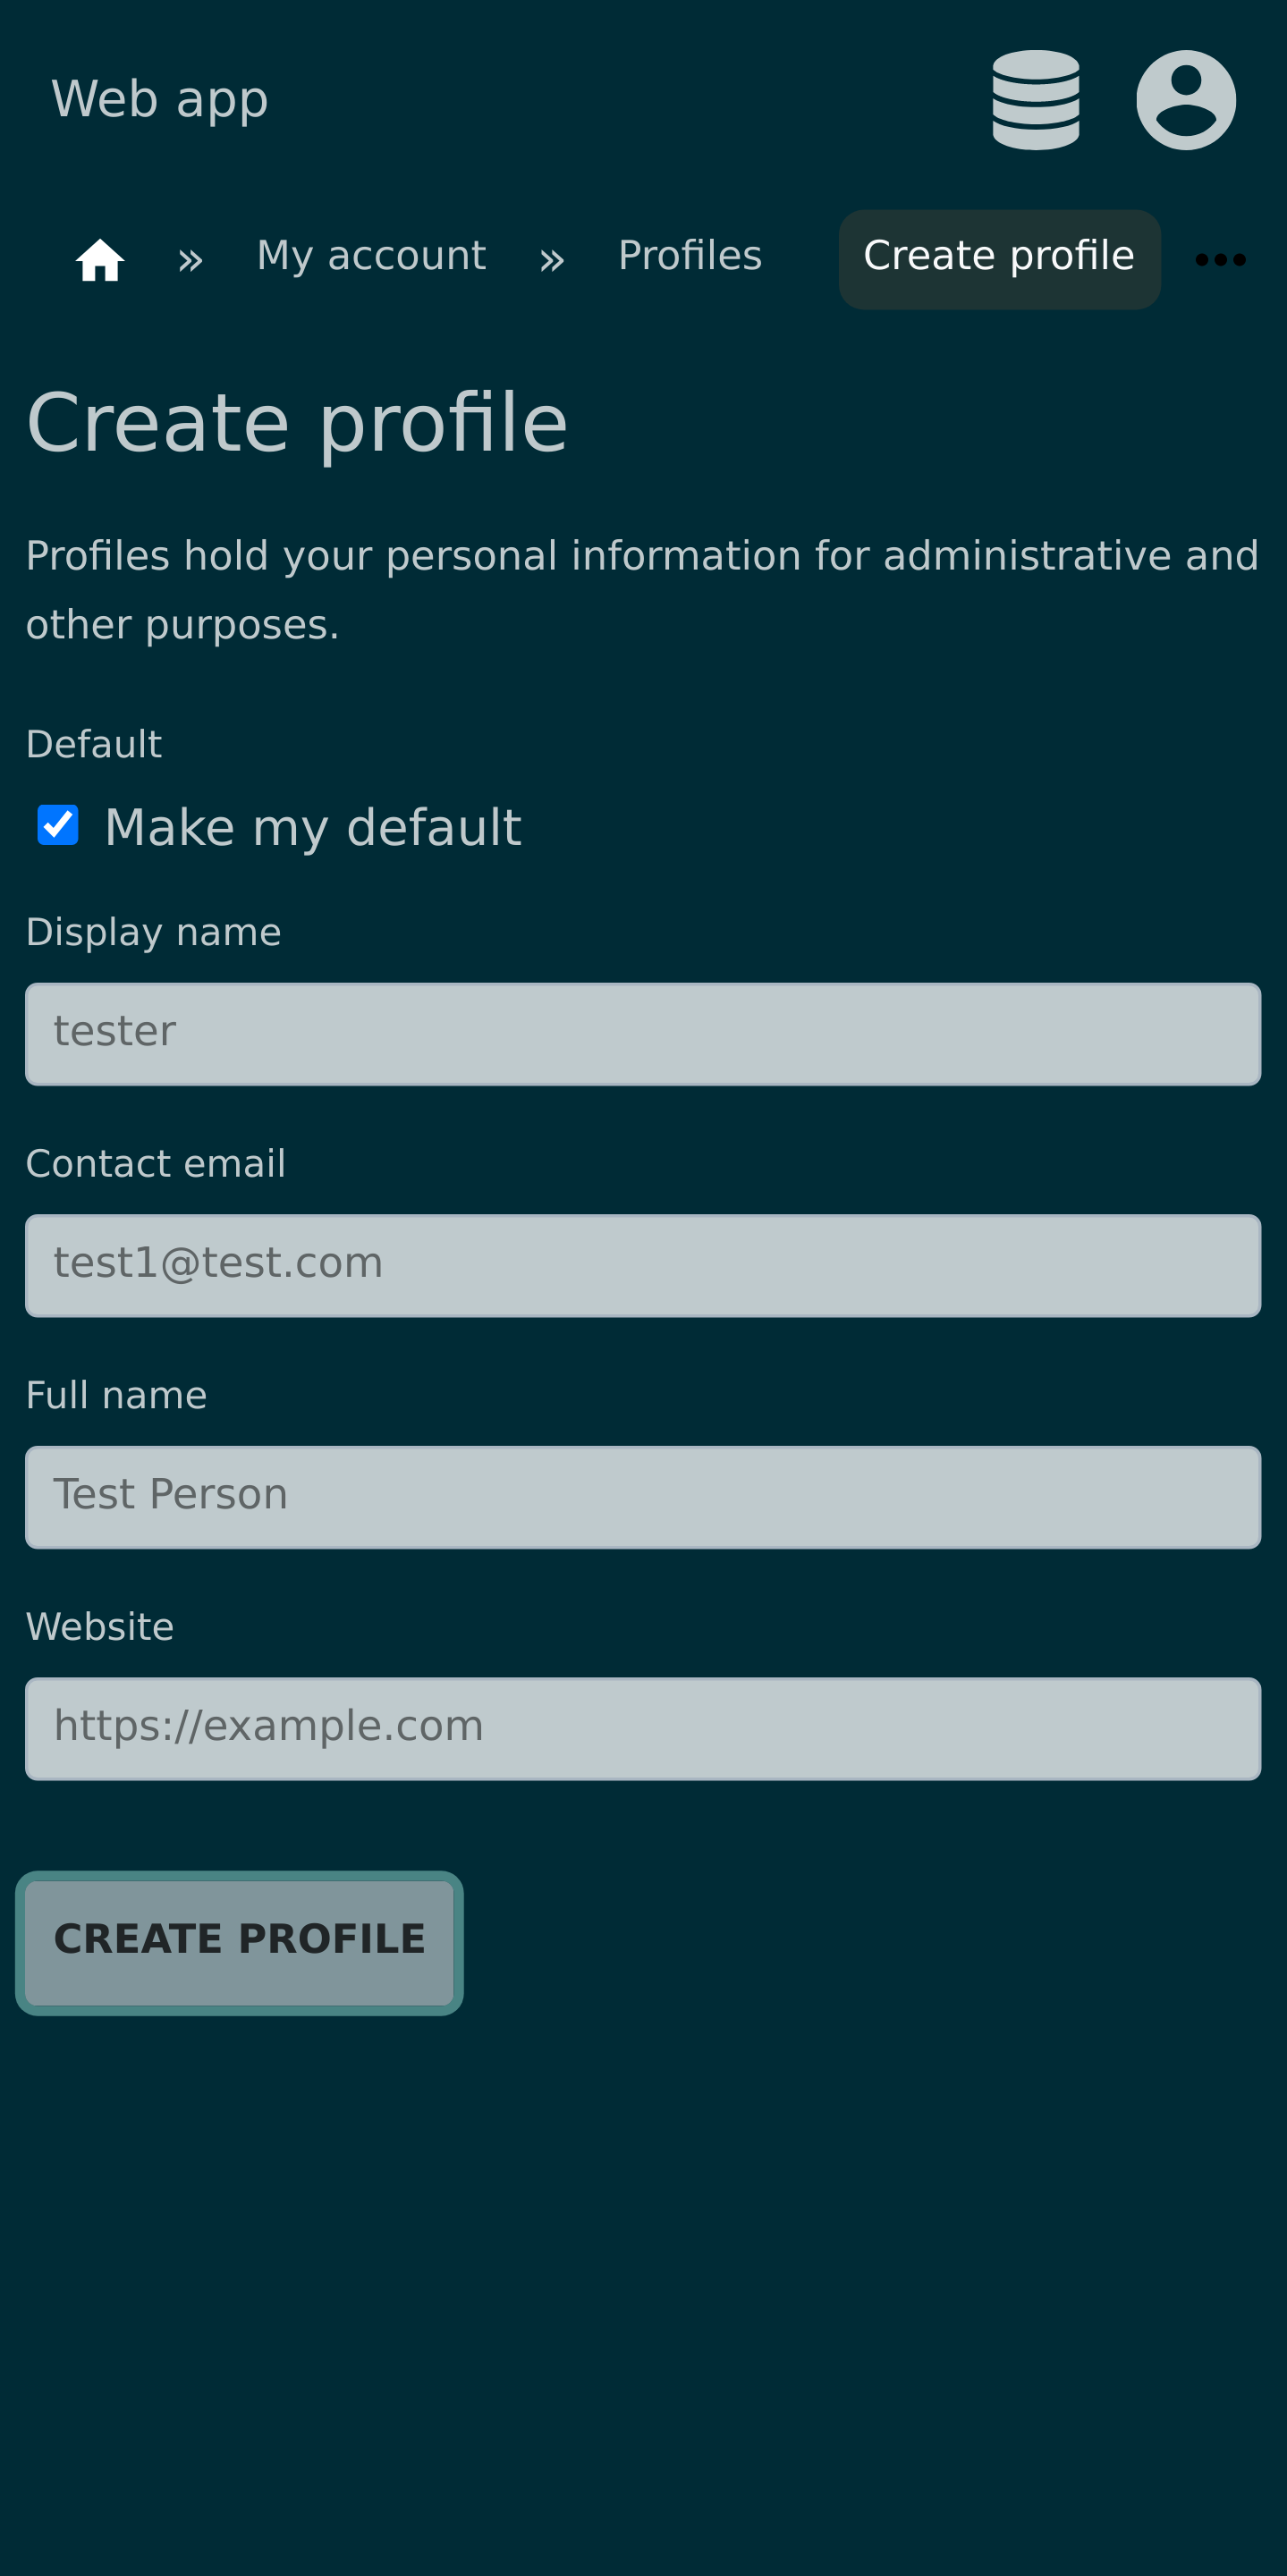 Web app
» My account » Profiles Create profile •••
Create profile
Profiles hold your personal information for administrative and
other purposes.
Default
Make my default
Display name
tester
Contact email
test1@test.com
Full name
Test Person
Website
https://example.com
CREATE PROFILE